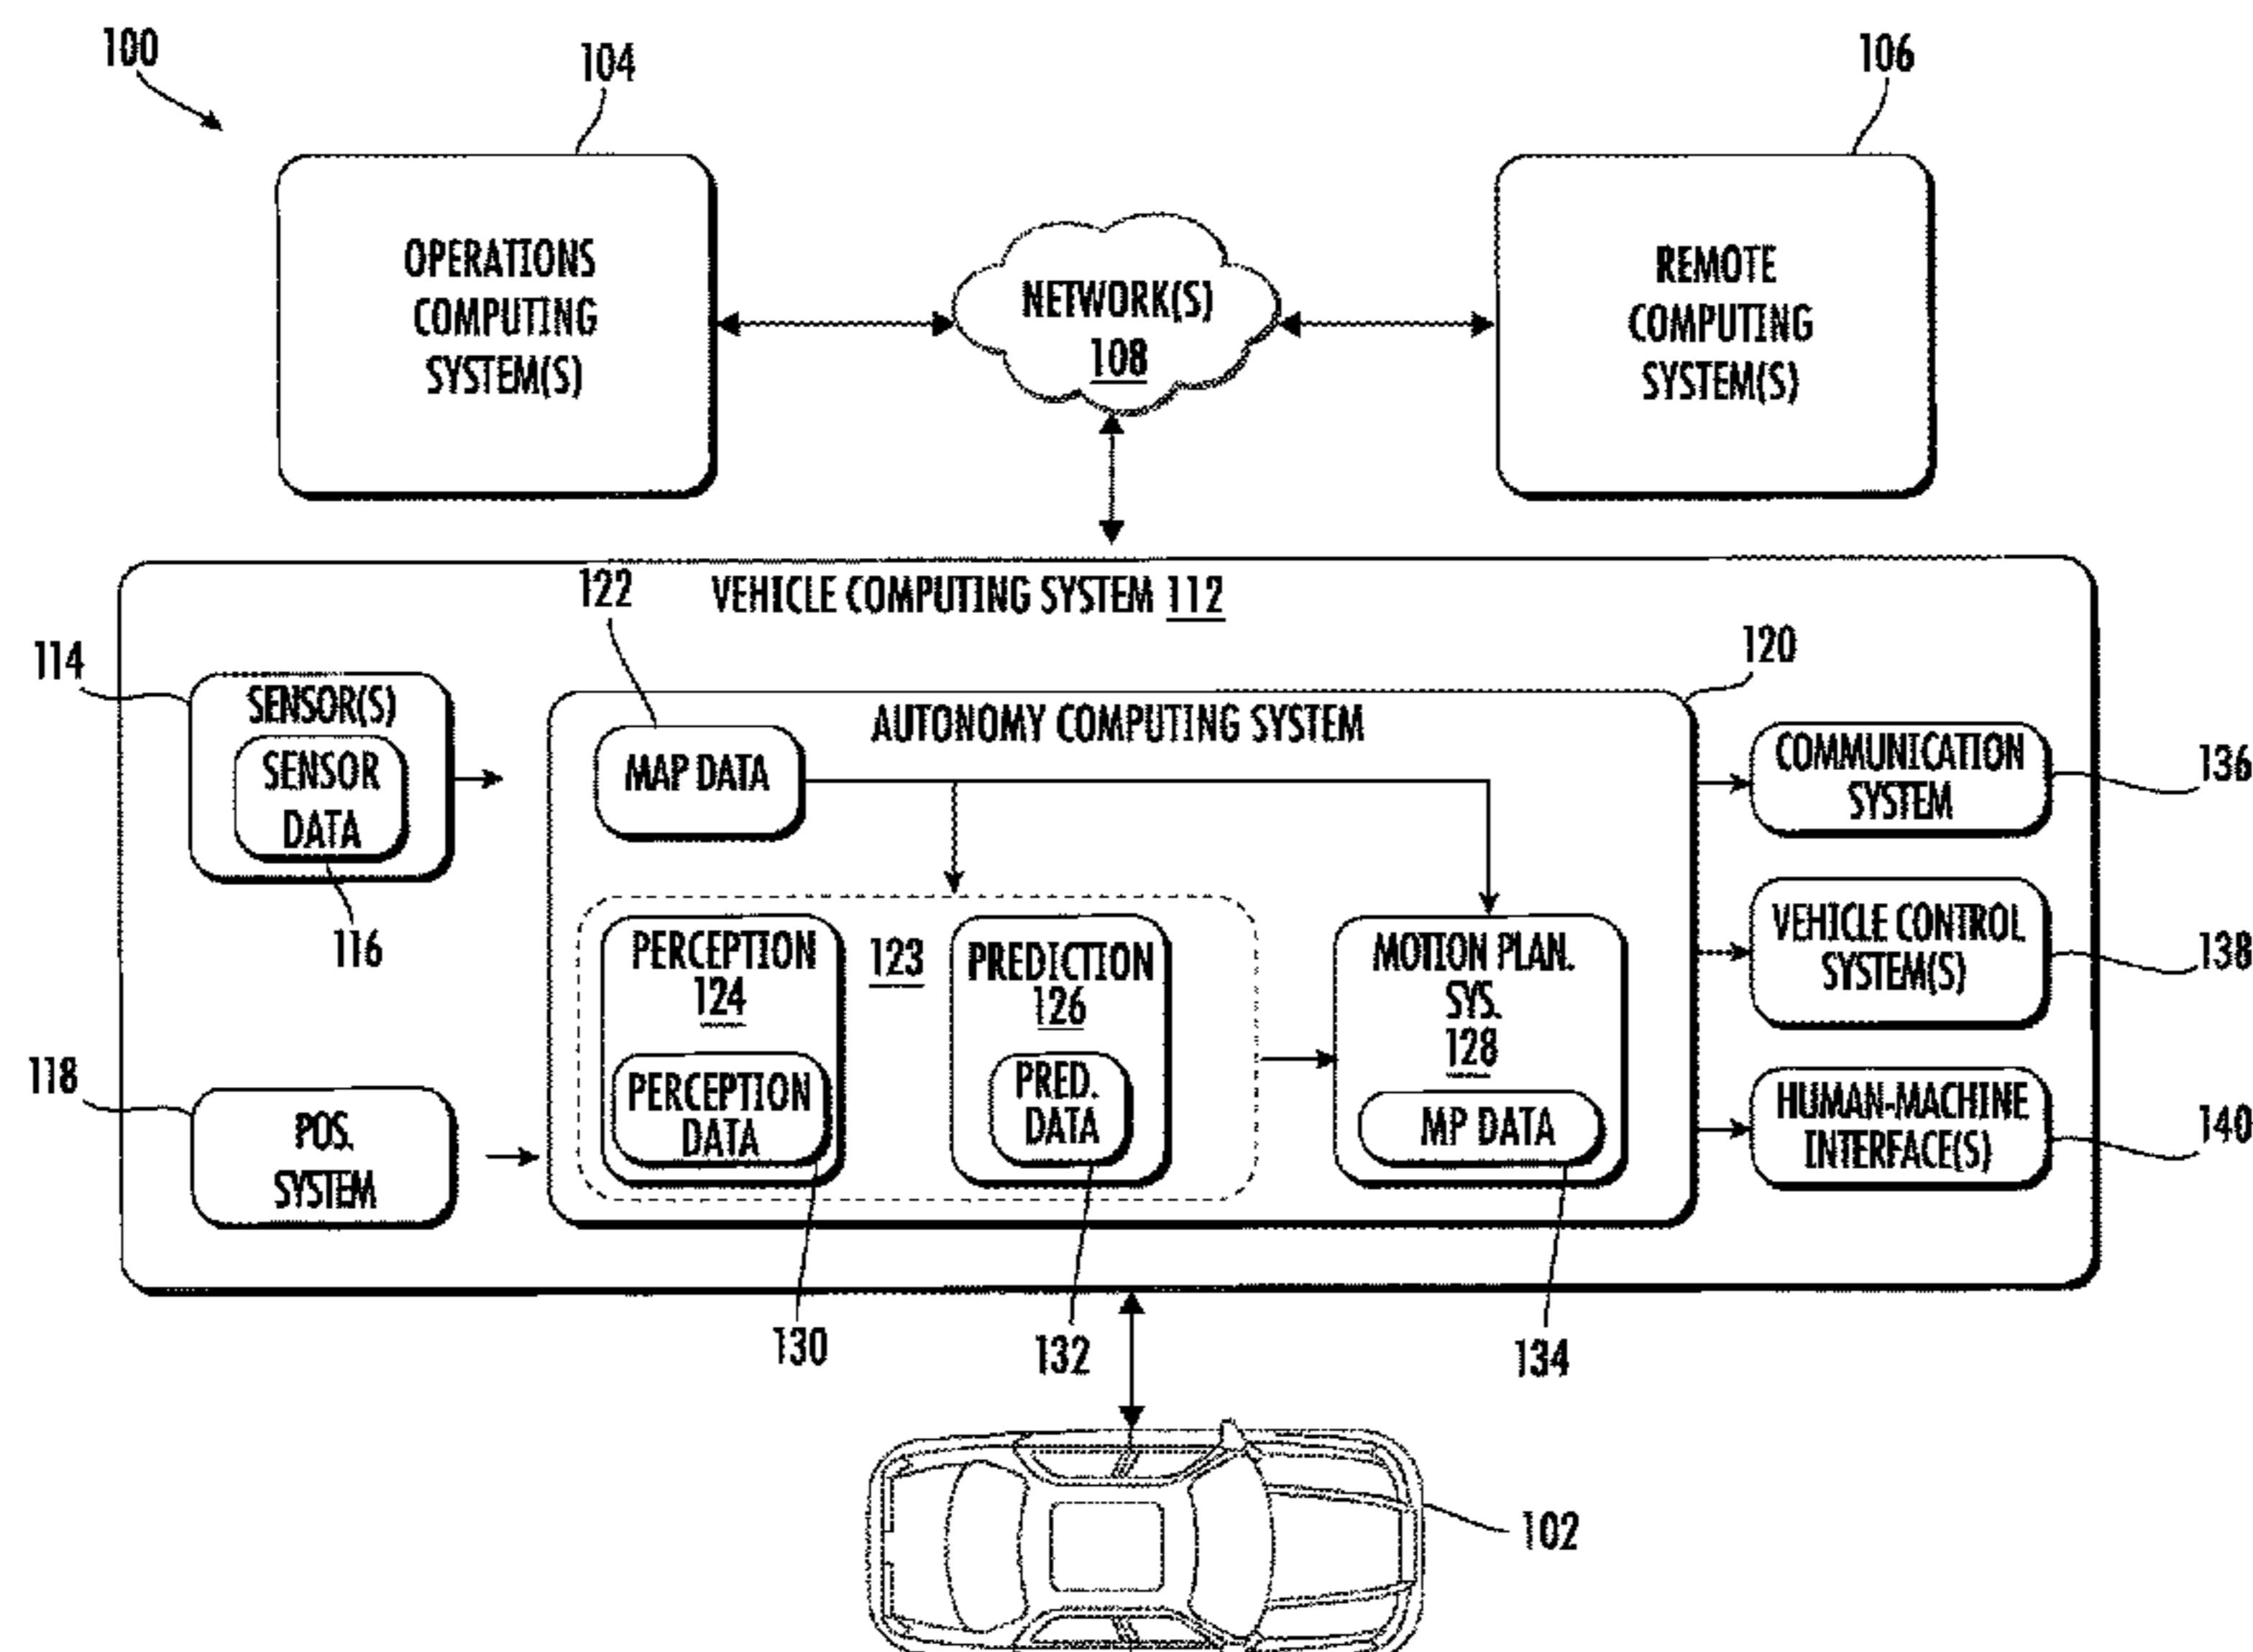 100
104
106
OPERATIONS
COMPUTING
SYSTEM(S)
NETWORK(S)
108
REMOTE
COMPUTING
SYSTEM(S)
122
VEHICLE COMPUTING SYSTEM 112
114
120
SENSOR(S)
SENSOR
DATA
116
AUTONOMY COMPUTING SYSTEM
MAP DATA
COMMUNICATION
SYSTEM
136
PERCEPTION
124
123
PREDICTION
126
MOTION PLAN.
SYS.
128
VEHICLE CONTROL
SYSTEM(S)
138
118
POS.
SYSTEM
PERCEPTION
DATA
PRED.
DATA
MP DATA
HUMAN-MACHINE
INTERFACE(S)
140
130
132
134
102